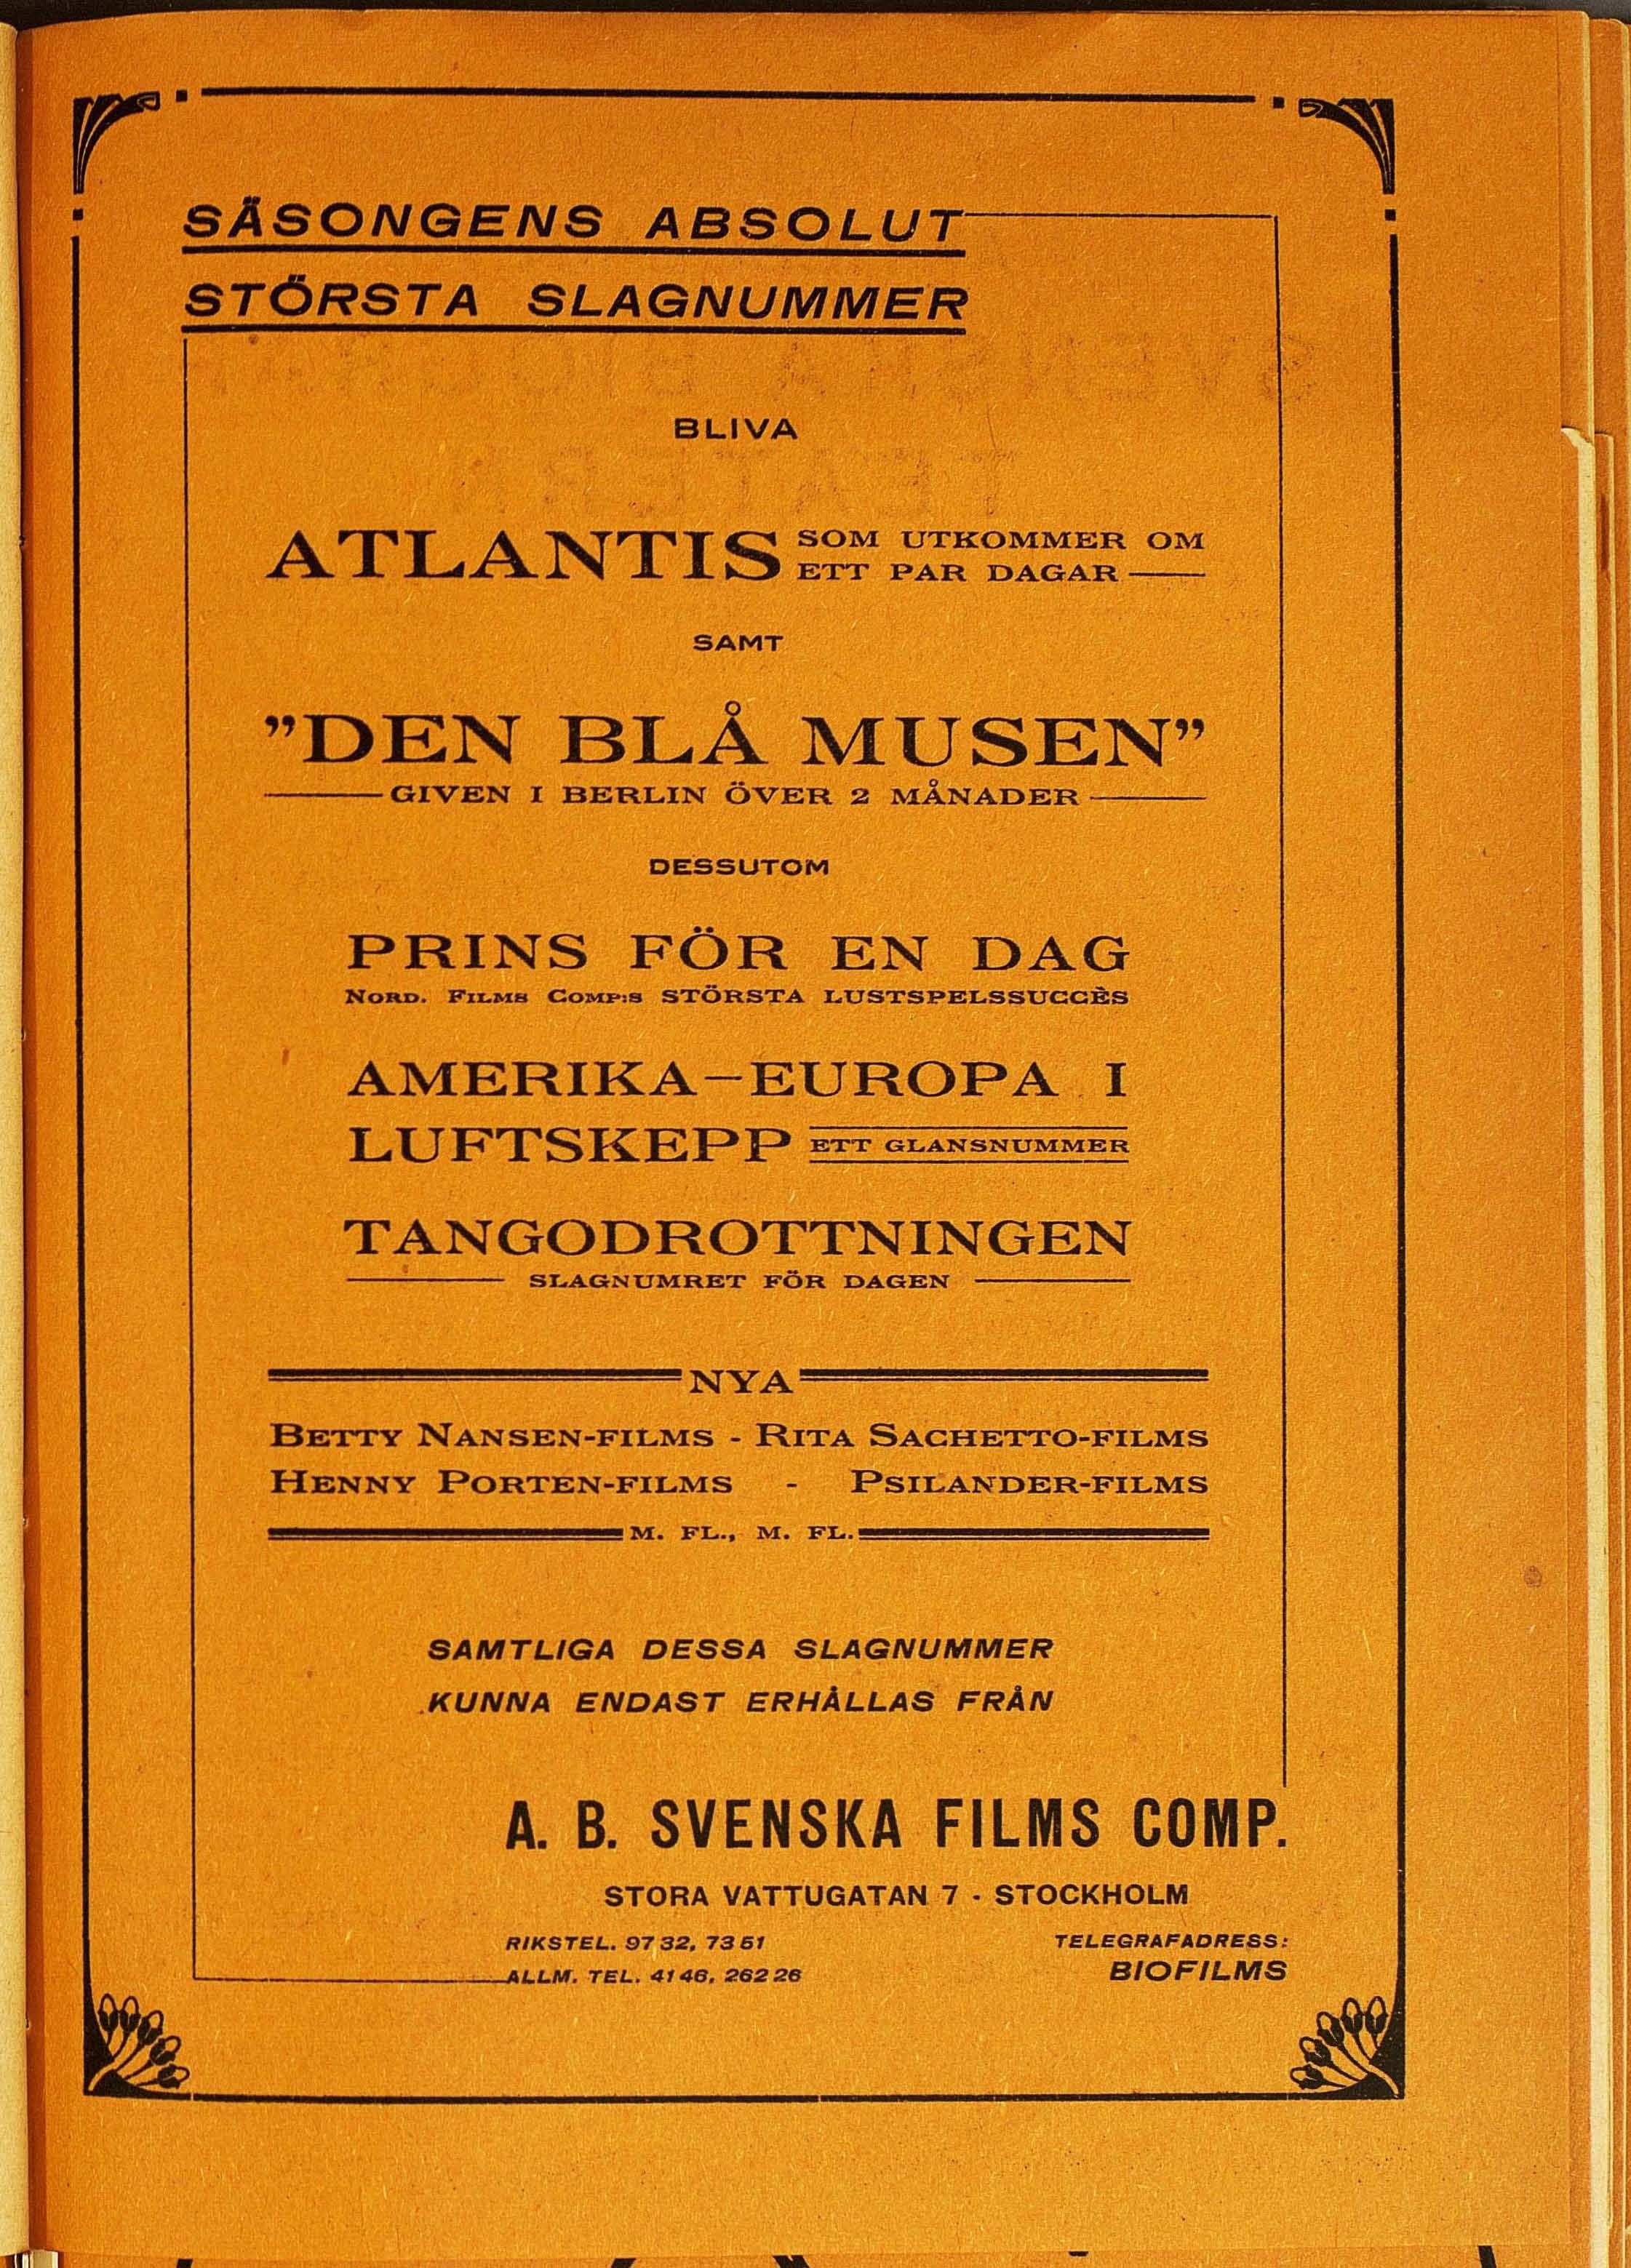 SÄSONGENS ABSOLUT
STÖRSTA SLAGNUMMER
BLIVA
ATLANTIS SOM UTKOMMER OM
ETT PAR DAGAR
SAMT
”DEN BLÅ MUSEN”
GIVEN I BERLIN ÖVER 2 MÅNADER
DESSUTOM
PRINS FÖR EN DAG
NORD. FILMS COMP:S STÖRSTA LUSTSPELSSUCCÈS
AMERIKA–EUROPA I
LUFTSKEPP ETT GLANSNUMMER
TANGODROTTNINGEN
SLAGNUMRET FÖR DAGEN
NYA
BETTY NANSEN-FILMS - RITA SACHETTO-FILMS
HENNY PORTEN-FILMS - PSILANDER-FILMS
M. FL., M. FL.
SAMTLIGA DESSA SLAGNUMMER
KUNNA ENDAST ERHÅLLAS FRÅN
A. B. SVENSKA FILMS COMP.
STORA VATTUGATAN 7 - STOCKHOLM
RIKSTEL. 97 32, 73 51
ALLM. TEL. 41 46, 262 26
TELEGRAFADRESS:
BIOFILMS